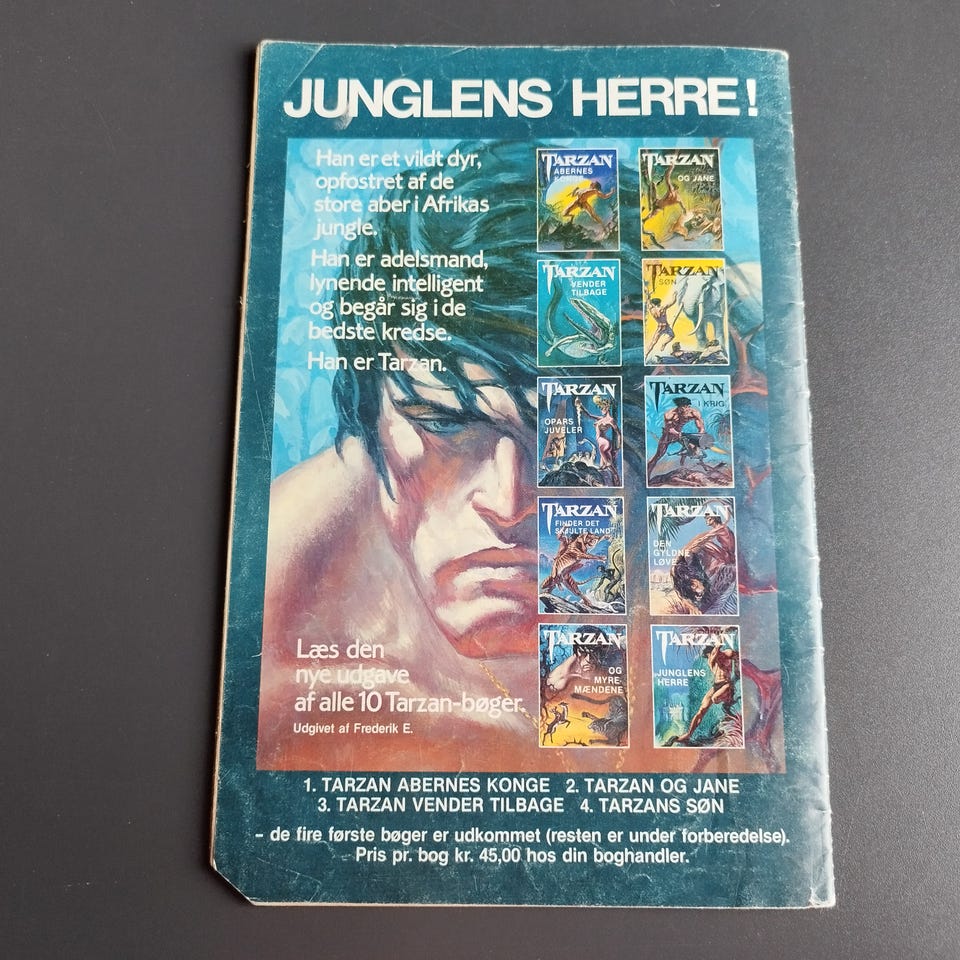 JUNGLENS HERRE!
Han er et vildt dyr,
opfostret af de
store aber i Afrikas
jungle.
Han er adelsmand,
lynende intelligent
og begår sig i de
bedste kredse.
Han er Tarzan.
TARZAN
ABERNES
KONGE
TARZAN
OG JANE
TARZAN
VENDER
TILBAGE
TARZAN
SØN
TARZAN
OPARS
JUVELER
TARZAN
I KRIG
TARZAN
FINDER DET
SKJULTE LAND
TARZAN
DEN
GYLDNE
LØVE
TARZAN
OG
MYRE-
MÆNDENE
TARZAN
JUNGLENS
HERRE
Læs den
nye udgave
af alle 10 Tarzan-bøger.
Udgivet af Frederik E.
1. TARZAN ABERNES KONGE 2. TARZAN OG JANE
3. TARZAN VENDER TILBAGE 4. TARZANS SØN
– de fire første bøger er udkommet (resten er under forberedelse).
Pris pr. bog kr. 45,00 hos din boghandler.